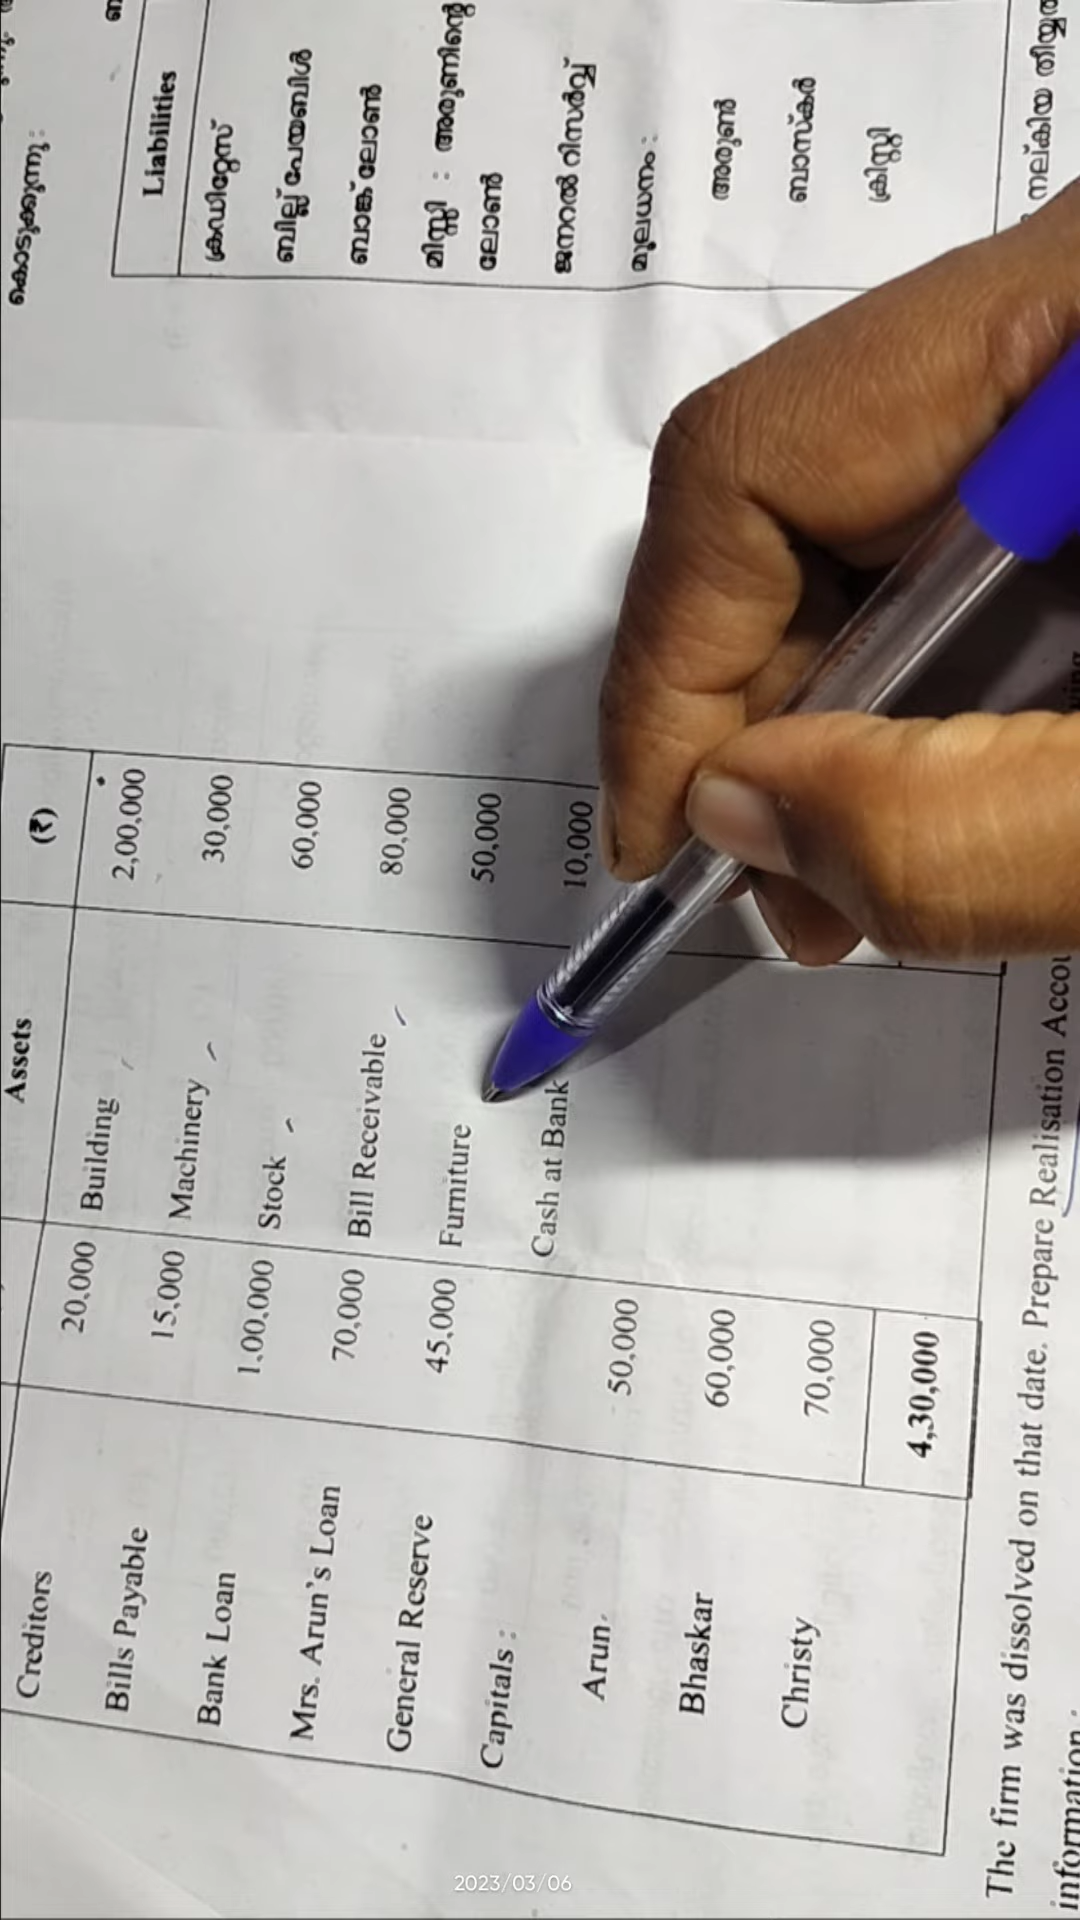 Assets (₹)
Creditors 20,000 Building 2,00,000
Bills Payable 15,000 Machinery 30,000
Bank Loan 1,00,000 Stock 60,000
Mrs. Arun's Loan 70,000 Bill Receivable 80,000
General Reserve 45,000 Furniture 50,000
Capitals : Cash at Bank 10,000
Arun 50,000
Bhaskar 60,000
Christy 70,000
4,30,000
The firm was dissolved on that date. Prepare Realisation Accou
information :
കൊടുക്കുന്നു :
Liabilities
ക്രഡിറ്റേഴ്സ്
ബില്ല് പേയബിൾ
ബാങ്ക് ലോൺ
മിസ്സി : അരുണിന്റെ
ലോൺ
ജനറൽ റിസർവ്വ്
മൂലധനം :
അരുൺ
ബാസ്കർ
ക്രിസ്റ്റി
നല്കിയ തിയ്യത
2023/03/06